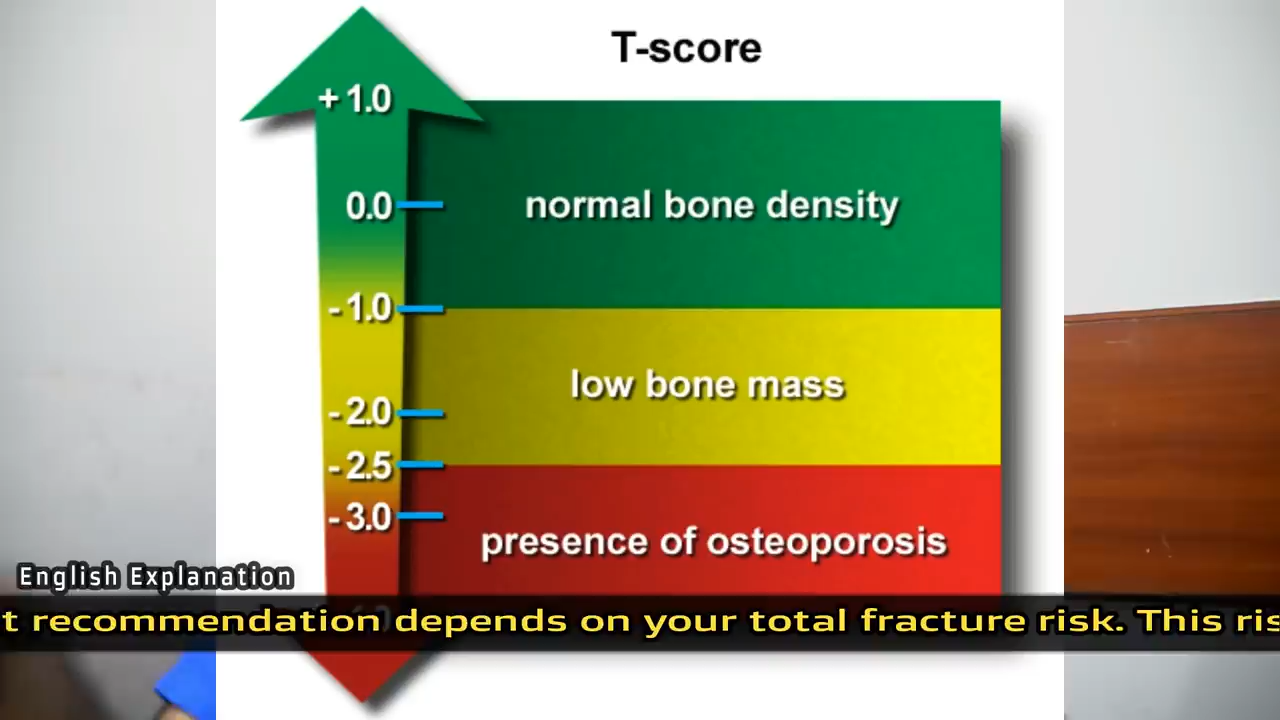 T-score
+ 1.0
0.0
normal bone density
- 1.0
low bone mass
- 2.0
- 2.5
- 3.0
presence of osteoporosis
English Explanation
t recommendation depends on your total fracture risk. This ris